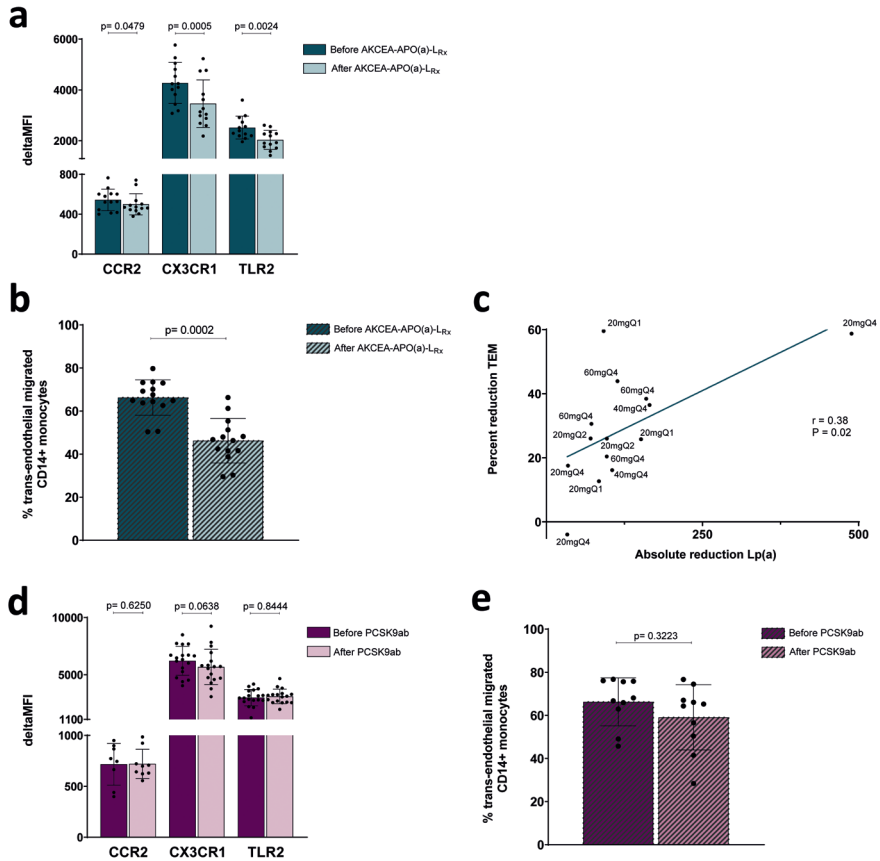 a
p= 0.0479
p= 0.0005
p= 0.0024
6000
4000
2000
800
400
0
deltaMFI
Before AKCEA-APO(a)-LRx
After AKCEA-APO(a)-LRx
CCR2
CX3CR1
TLR2
b
100
80
60
40
20
0
% trans-endothelial migrated
CD14+ monocytes
p= 0.0002
Before AKCEA-APO(a)-LRx
After AKCEA-APO(a)-LRx
c
60
40
20
0
Percent reduction TEM
20mgQ1
20mgQ4
60mgQ4
60mgQ4
40mgQ4
60mgQ4
20mgQ2
20mgQ1
20mgQ2
60mgQ4
20mgQ4
40mgQ4
20mgQ1
20mgQ4
r = 0.38
P = 0.02
250
500
Absolute reduction Lp(a)
d
p= 0.6250
p= 0.0638
p= 0.8444
10000
5000
1100
1000
500
0
deltaMFI
Before PCSK9ab
After PCSK9ab
CCR2
CX3CR1
TLR2
e
100
80
60
40
20
0
% trans-endothelial migrated
CD14+ monocytes
p= 0.3223
Before PCSK9ab
After PCSK9ab